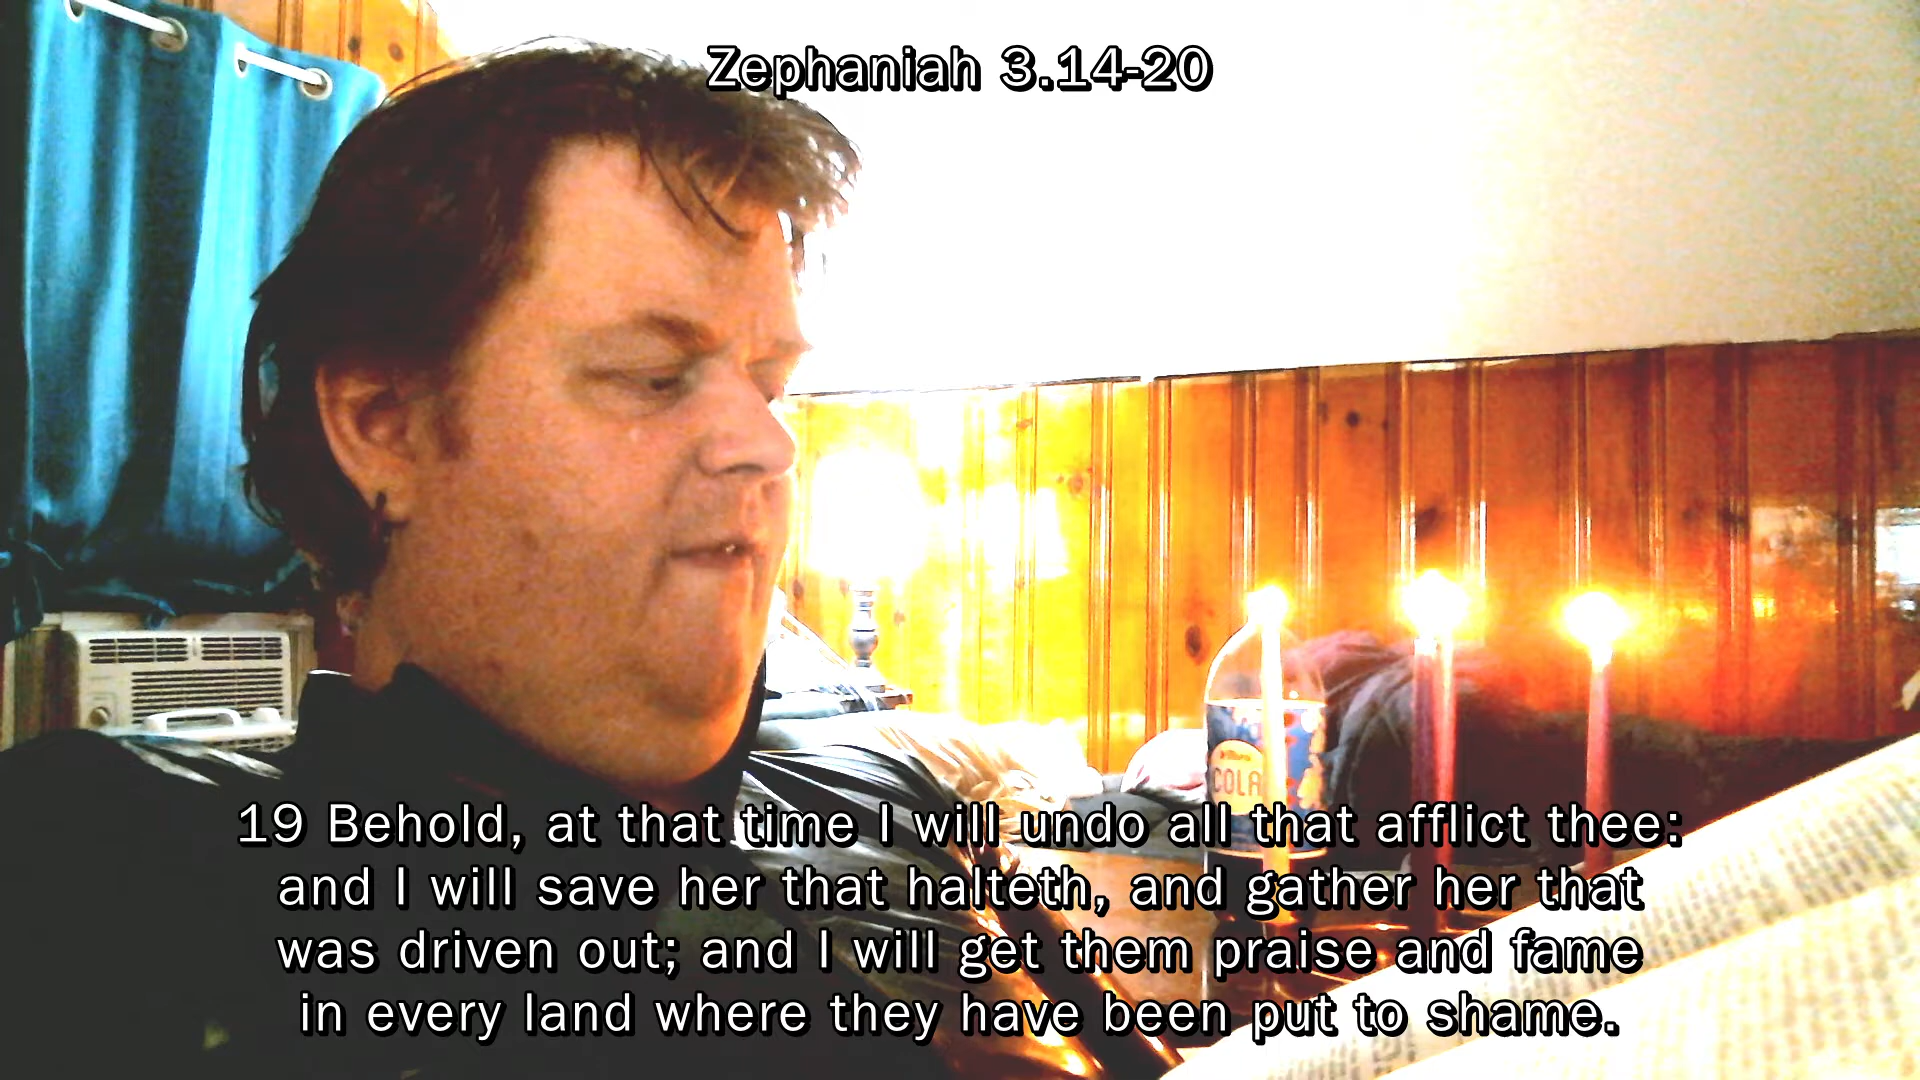 Zephaniah 3.14-20
COLA
19 Behold, at that time I will undo all that afflict thee:
and I will save her that halteth, and gather her that
was driven out; and I will get them praise and fame
in every land where they have been put to shame.